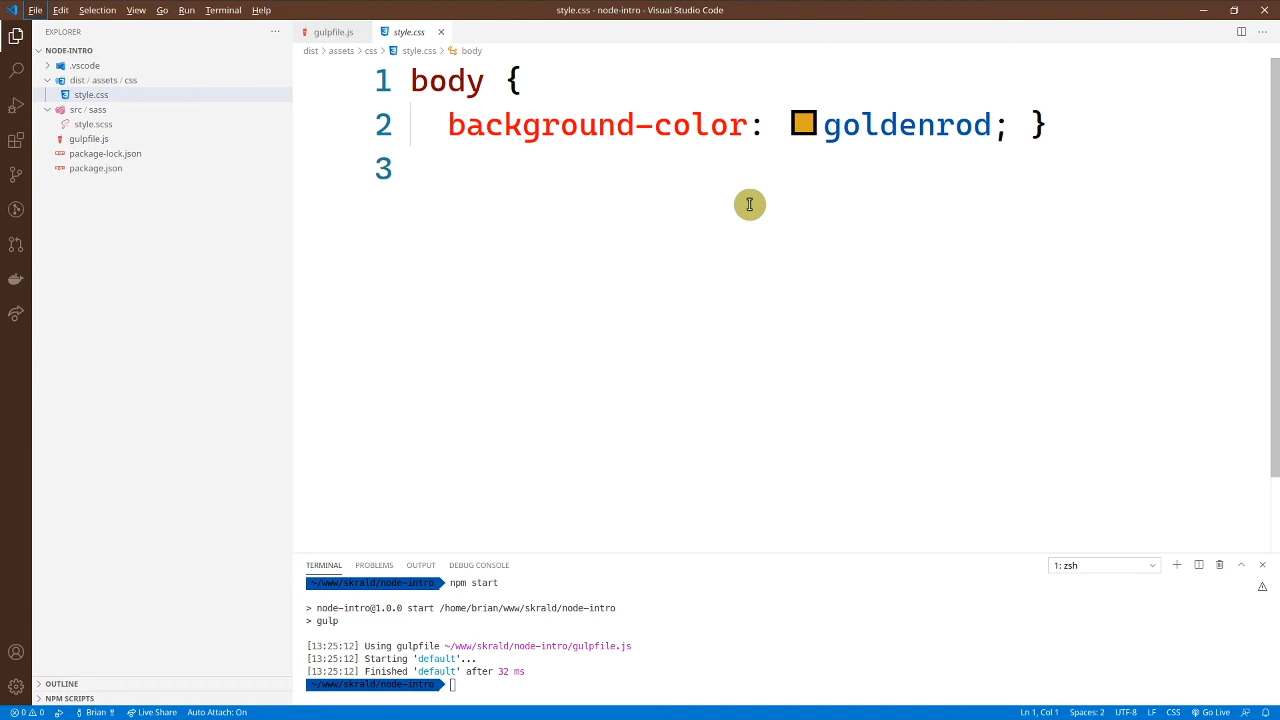 File Edit Selection View Go Run Terminal Help
style.css - node-intro - Visual Studio Code
EXPLORER
NODE-INTRO
.vscode
dist / assets / css
style.css
src / sass
style.scss
gulpfile.js
package-lock.json
package.json
OUTLINE
NPM SCRIPTS
gulpfile.js
style.css
dist > assets > css > style.css > body
1 body {
2 background-color: goldenrod; }
3
TERMINAL PROBLEMS OUTPUT DEBUG CONSOLE
1: zsh
~/www/skrald/node-intro npm start
> node-intro@1.0.0 start /home/brian/www/skrald/node-intro
> gulp
[13:25:12] Using gulpfile ~/www/skrald/node-intro/gulpfile.js
[13:25:12] Starting 'default'...
[13:25:12] Finished 'default' after 32 ms
~/www/skrald/node-intro
0 0 Brian Live Share Auto Attach: On
Ln 1, Col 1 Spaces: 2 UTF-8 LF CSS Go Live